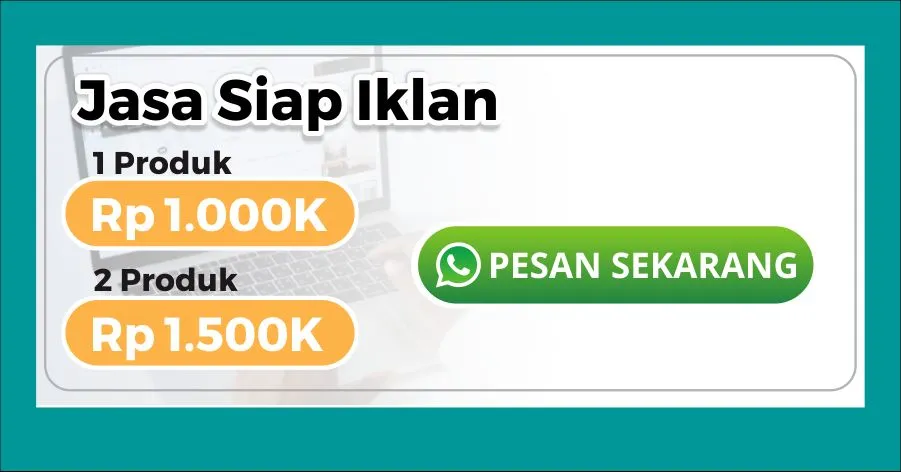 Jasa Siap Iklan
1 Produk
Rp 1.000K
2 Produk
Rp 1.500K
PESAN SEKARANG